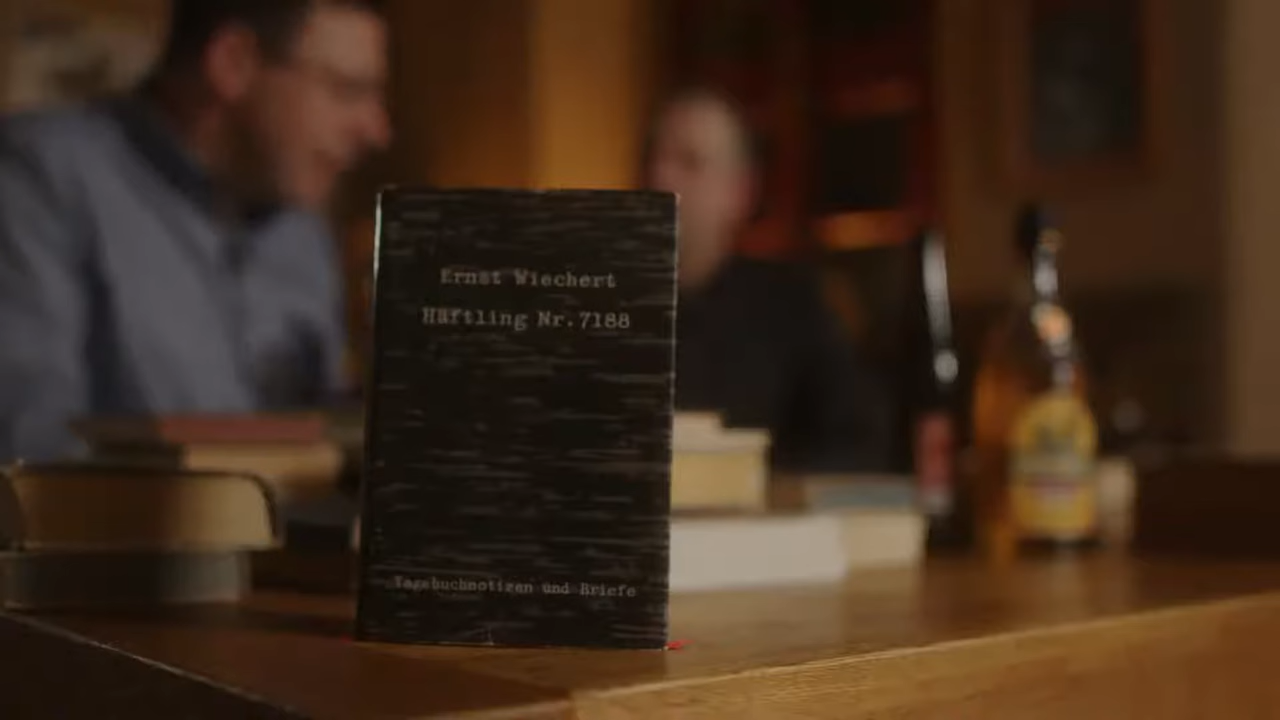 Ernst Wiechert
Häftling Nr. 7188
Tagebuchnotizen und Briefe